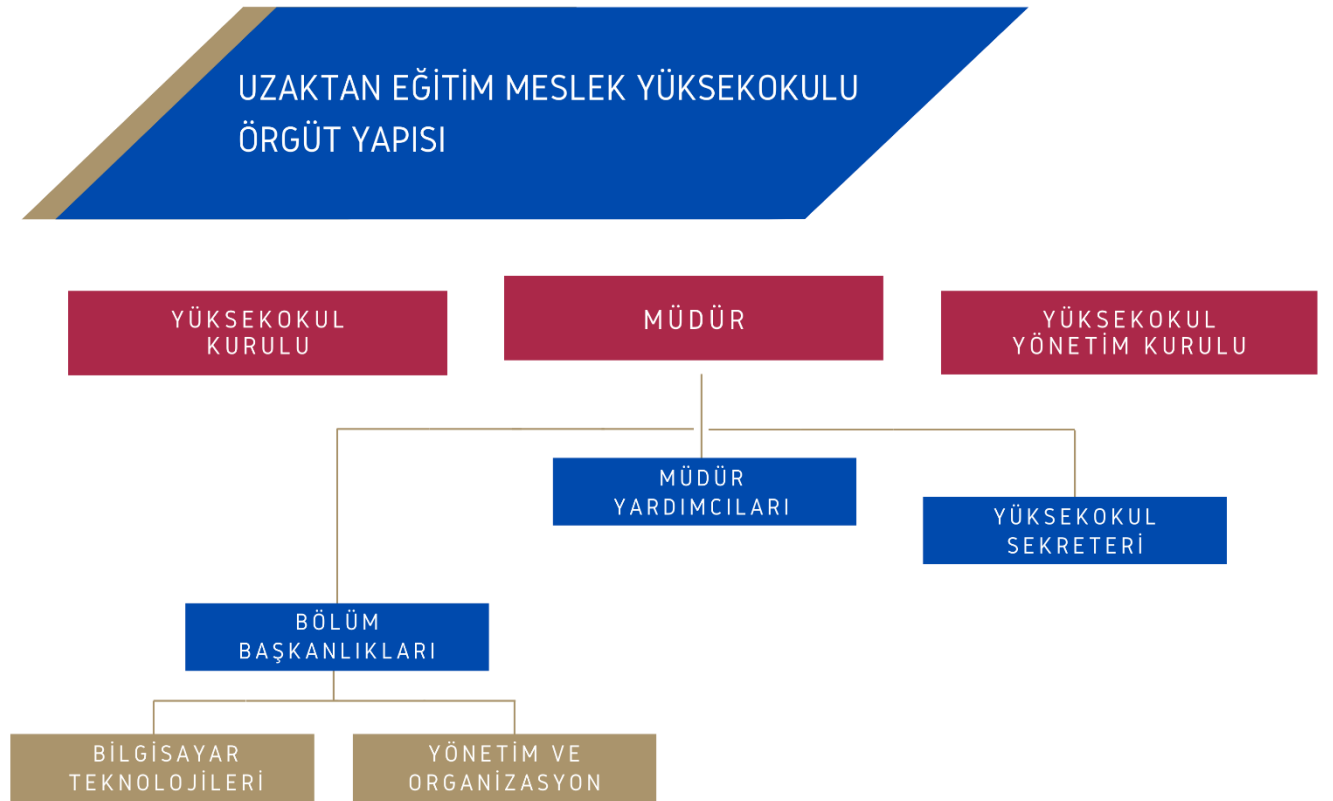 UZAKTAN EĞİTİM MESLEK YÜKSEKOKULU
ÖRGÜT YAPISI
YÜKSEKOKUL
KURULU
MÜDÜR
YÜKSEKOKUL
YÖNETİM KURULU
MÜDÜR
YARDIMCILARI
YÜKSEKOKUL
SEKRETERİ
BÖLÜM
BAŞKANLIKLARI
BİLGİSAYAR
TEKNOLOJİLERİ
YÖNETİM VE
ORGANİZASYON